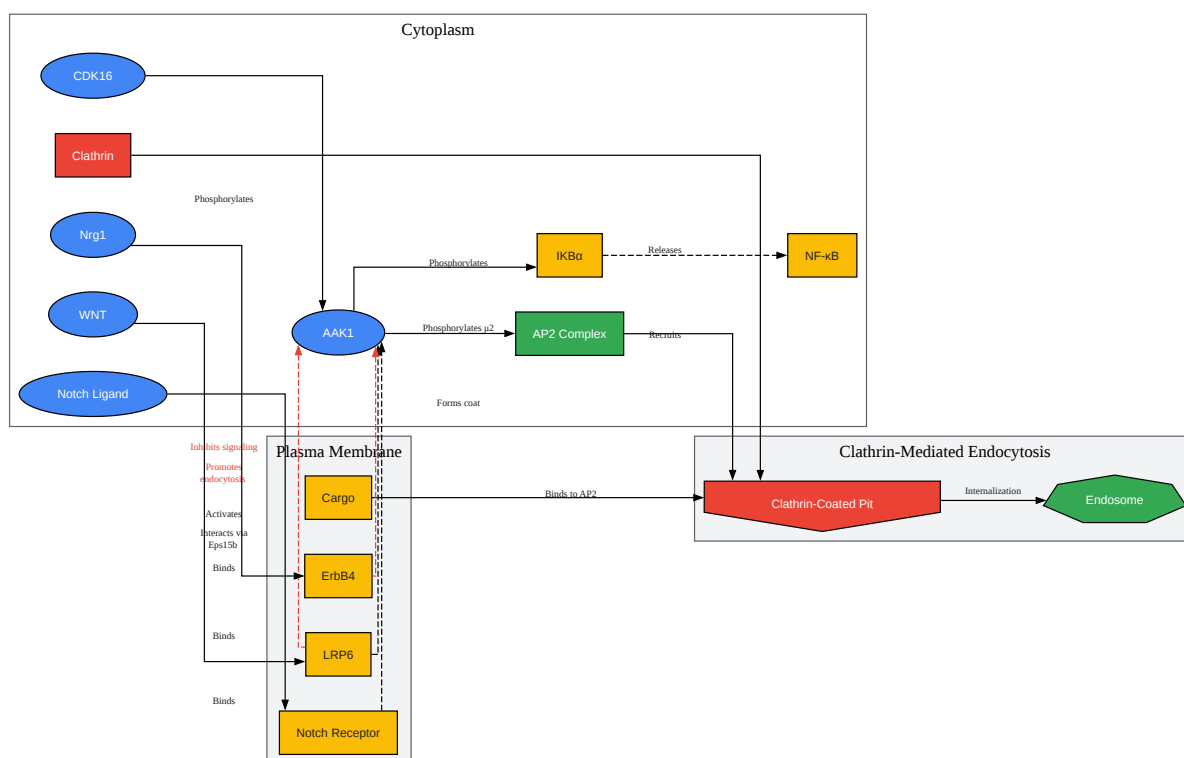 Cytoplasm
CDK16
Clathrin
Phosphorylates
Nrg1
IKBα
Releases
NF-κB
Phosphorylates
WNT
AAK1
Phosphorylates μ2
AP2 Complex
Recruits
Notch Ligand
Forms coat
Inhibits signaling
Plasma Membrane
Clathrin-Mediated Endocytosis
Promotes
endocytosis
Cargo
Binds to AP2
Clathrin-Coated Pit
Internalization
Endosome
Activates
Interacts via
Eps15b
Binds
ErbB4
Binds
LRP6
Binds
Notch Receptor